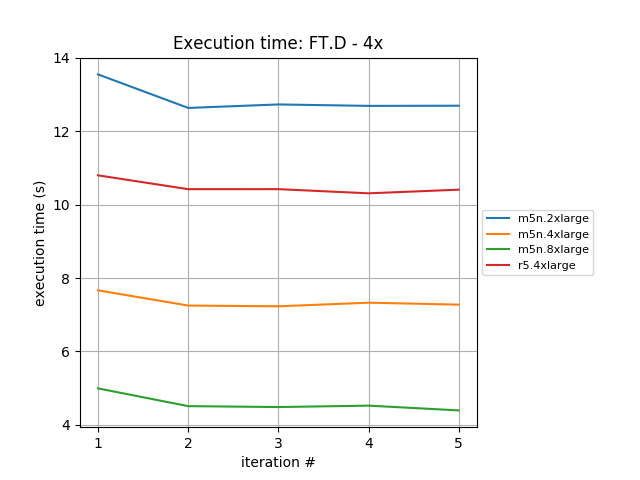 Execution time: FT.D - 4x
14
12
10
8
6
4
execution time (s)
1 2 3 4 5
iteration #
m5n.2xlarge
m5n.4xlarge
m5n.8xlarge
r5.4xlarge